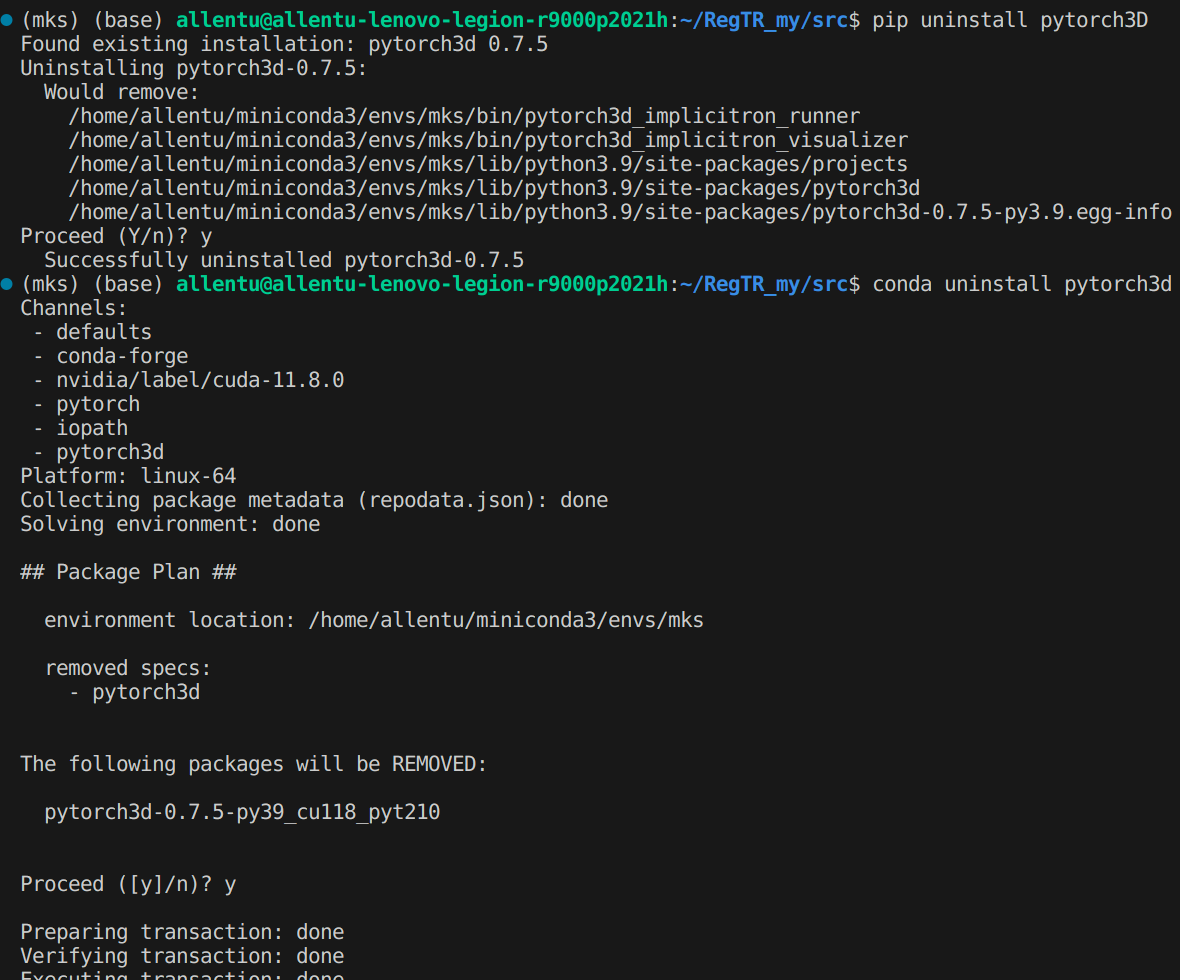 (mks) (base) allentu@allentu-lenovo-legion-r9000p2021h:~/RegTR_my/src$ pip uninstall pytorch3D
Found existing installation: pytorch3d 0.7.5
Uninstalling pytorch3d-0.7.5:
  Would remove:
    /home/allentu/miniconda3/envs/mks/bin/pytorch3d_implicitron_runner
    /home/allentu/miniconda3/envs/mks/bin/pytorch3d_implicitron_visualizer
    /home/allentu/miniconda3/envs/mks/lib/python3.9/site-packages/projects
    /home/allentu/miniconda3/envs/mks/lib/python3.9/site-packages/pytorch3d
    /home/allentu/miniconda3/envs/mks/lib/python3.9/site-packages/pytorch3d-0.7.5-py3.9.egg-info
Proceed (Y/n)? y
  Successfully uninstalled pytorch3d-0.7.5
(mks) (base) allentu@allentu-lenovo-legion-r9000p2021h:~/RegTR_my/src$ conda uninstall pytorch3d
Channels:
 - defaults
 - conda-forge
 - nvidia/label/cuda-11.8.0
 - pytorch
 - iopath
 - pytorch3d
Platform: linux-64
Collecting package metadata (repodata.json): done
Solving environment: done
## Package Plan ##
  environment location: /home/allentu/miniconda3/envs/mks
  removed specs:
    - pytorch3d
The following packages will be REMOVED:
  pytorch3d-0.7.5-py39_cu118_pyt210
Proceed ([y]/n)? y
Preparing transaction: done
Verifying transaction: done
Executing transaction: done